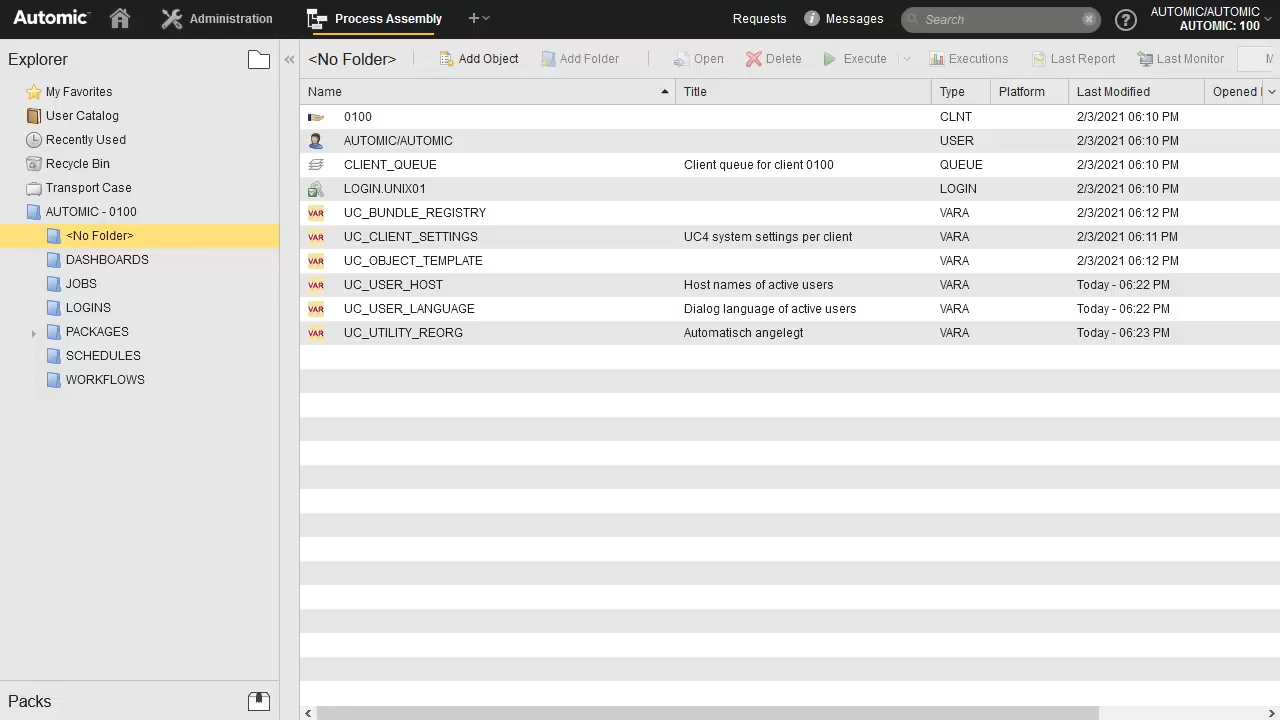 Automic Administration Process Assembly Requests Messages Search AUTOMIC/AUTOMIC
AUTOMIC: 100
Explorer <No Folder> Add Object Add Folder Open Delete Execute Executions Last Report Last Monitor M
Name Title Type Platform Last Modified Opened
My Favorites
User Catalog
Recently Used
Recycle Bin
Transport Case
AUTOMIC - 0100
<No Folder>
DASHBOARDS
JOBS
LOGINS
PACKAGES
SCHEDULES
WORKFLOWS
0100 CLNT 2/3/2021 06:10 PM
AUTOMIC/AUTOMIC USER 2/3/2021 06:10 PM
CLIENT_QUEUE Client queue for client 0100 QUEUE 2/3/2021 06:10 PM
LOGIN.UNIX01 LOGIN 2/3/2021 06:10 PM
VAR UC_BUNDLE_REGISTRY VARA 2/3/2021 06:12 PM
VAR UC_CLIENT_SETTINGS UC4 system settings per client VARA 2/3/2021 06:11 PM
VAR UC_OBJECT_TEMPLATE VARA 2/3/2021 06:12 PM
VAR UC_USER_HOST Host names of active users VARA Today - 06:22 PM
VAR UC_USER_LANGUAGE Dialog language of active users VARA Today - 06:22 PM
VAR UC_UTILITY_REORG Automatisch angelegt VARA Today - 06:23 PM
Packs